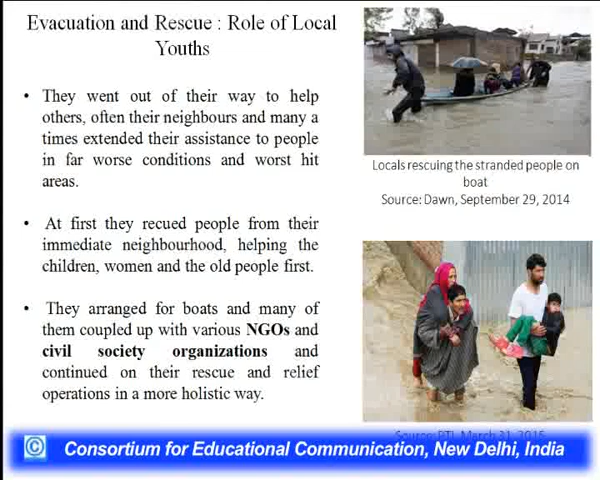 Evacuation and Rescue : Role of Local
Youths
• They went out of their way to help
others, often their neighbours and many a
times extended their assistance to people
in far worse conditions and worst hit
areas.
• At first they recued people from their
immediate neighbourhood, helping the
children, women and the old people first.
• They arranged for boats and many of
them coupled up with various NGOs and
civil society organizations and
continued on their rescue and relief
operations in a more holistic way.
Locals rescuing the stranded people on
boat
Source: Dawn, September 29, 2014
Source: PTI, March 31, 2015
© Consortium for Educational Communication, New Delhi, India